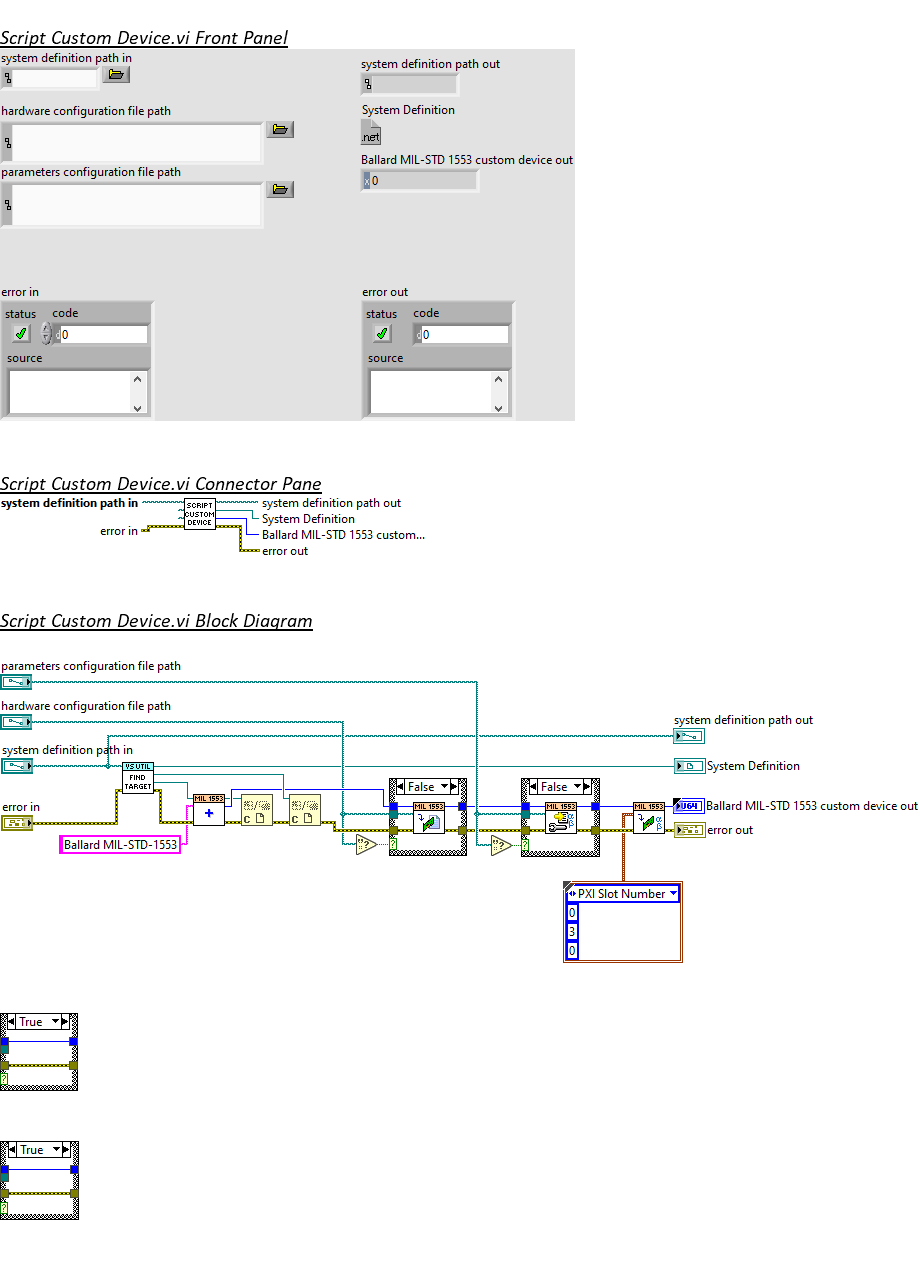 Script Custom Device.vi Front Panel
system definition path in
system definition path out
hardware configuration file path
System Definition
.net
parameters configuration file path
Ballard MIL-STD 1553 custom device out
x 0
error in
status code
d 0
source
error out
status code
d 0
source
Script Custom Device.vi Connector Pane
system definition path in
error in
SCRIPT
CUSTOM
DEVICE
system definition path out
System Definition
Ballard MIL-STD 1553 custom...
error out
Script Custom Device.vi Block Diagram
parameters configuration file path
hardware configuration file path
system definition path in
error in
VS UTIL
FIND
TARGET
Ballard MIL-STD-1553
MIL 1553
+
C
C
?
False
MIL 1553
?
?
False
MIL 1553
?
MIL 1553
system definition path out
System Definition
U64
Ballard MIL-STD 1553 custom device out
error out
PXI Slot Number
0
3
0
True
?
True
?